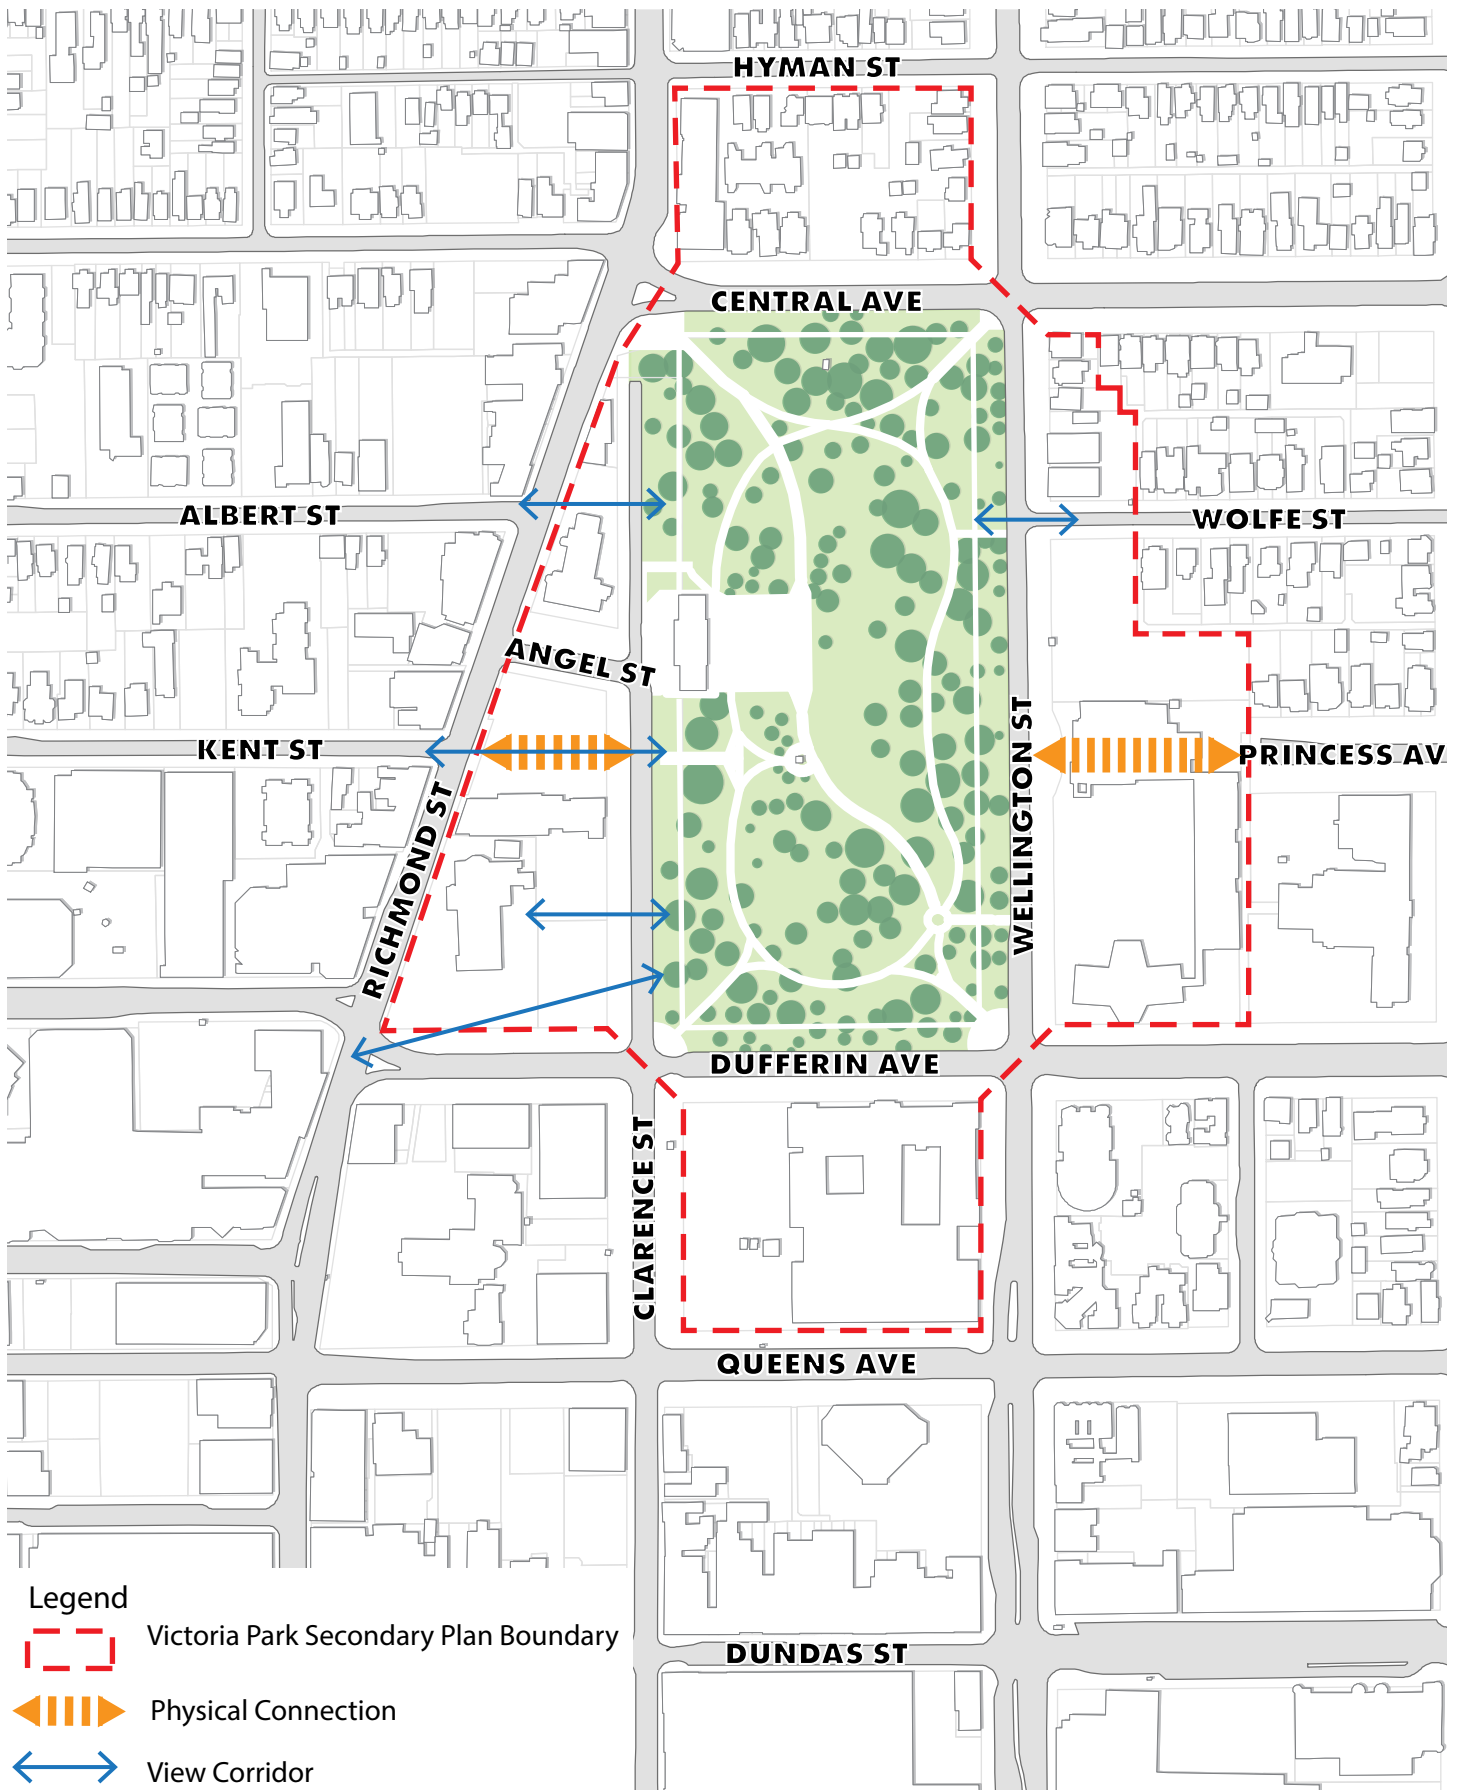 HYMAN ST
CENTRAL AVE
ALBERT ST
WOLFE ST
ANGEL ST
KENT ST
PRINCESS AV
WELLINGTON ST
RICHMOND ST
DUFFERIN AVE
CLARENCE ST
QUEENS AVE
DUNDAS ST
Legend
Victoria Park Secondary Plan Boundary
Physical Connection
View Corridor